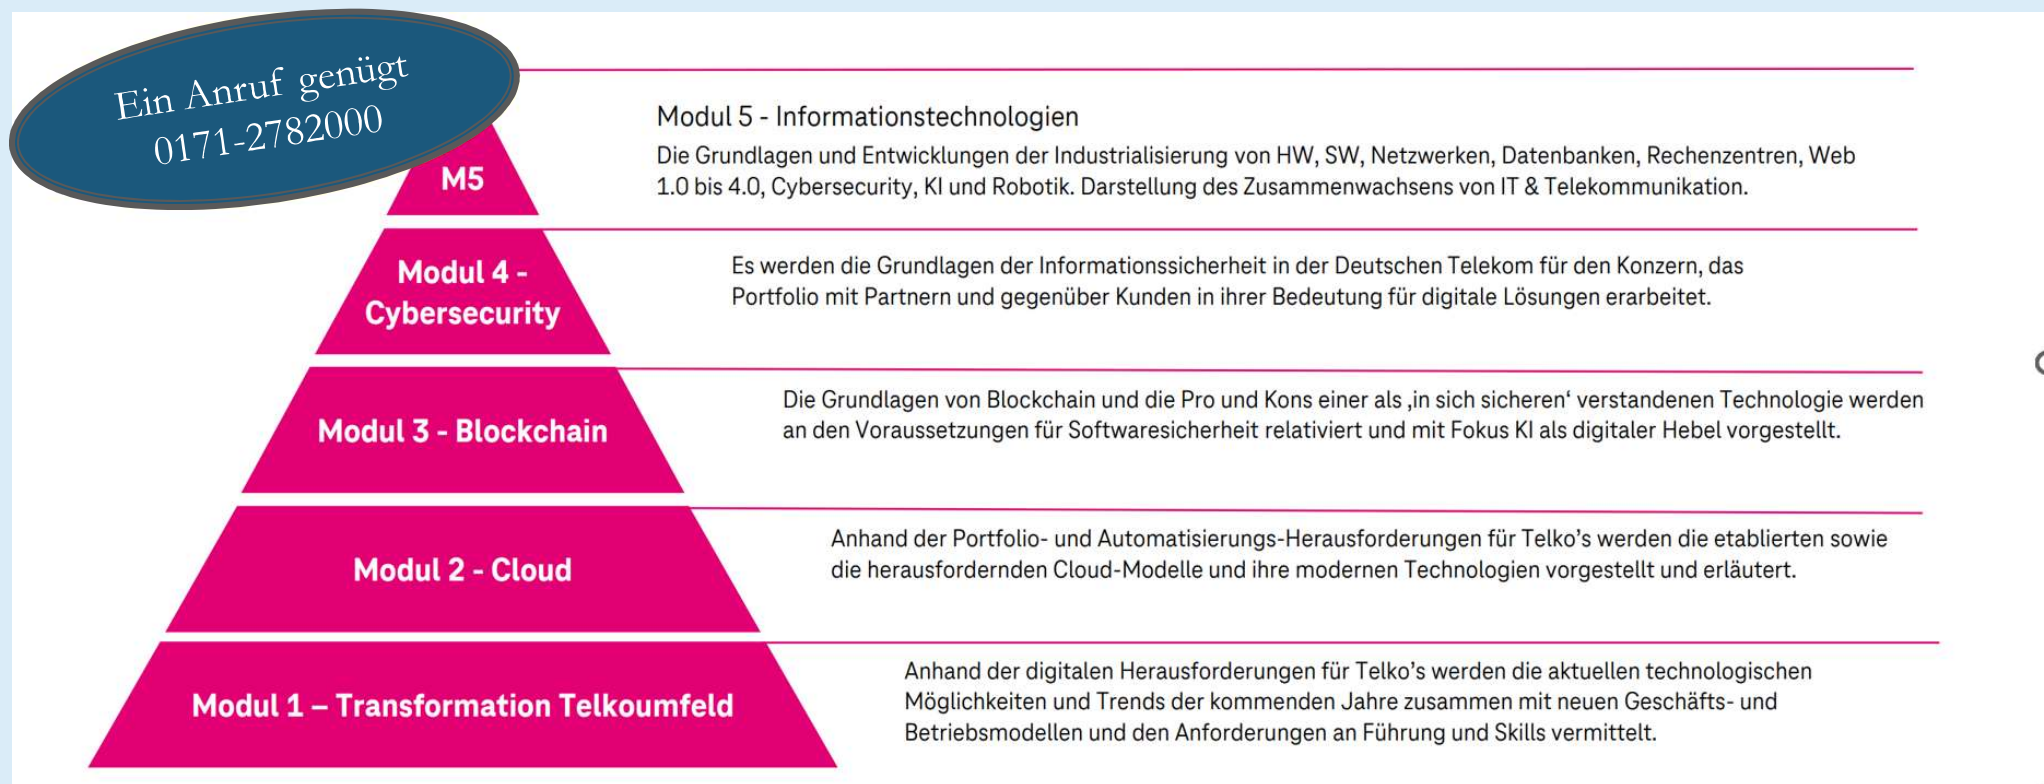 Ein Anruf genügt
0171-2782000
Modul 5 - Informationstechnologien
Die Grundlagen und Entwicklungen der Industrialisierung von HW, SW, Netzwerken, Datenbanken, Rechenzentren, Web
1.0 bis 4.0, Cybersecurity, KI und Robotik. Darstellung des Zusammenwachsens von IT & Telekommunikation.
M5
Modul 4 -
Cybersecurity
Es werden die Grundlagen der Informationssicherheit in der Deutschen Telekom für den Konzern, das
Portfolio mit Partnern und gegenüber Kunden in ihrer Bedeutung für digitale Lösungen erarbeitet.
Modul 3 - Blockchain
Die Grundlagen von Blockchain und die Pro und Kons einer als ‚in sich sicheren‘ verstandenen Technologie werden
an den Voraussetzungen für Softwaresicherheit relativiert und mit Fokus KI als digitaler Hebel vorgestellt.
Modul 2 - Cloud
Anhand der Portfolio- und Automatisierungs-Herausforderungen für Telko’s werden die etablierten sowie
die herausfordernden Cloud-Modelle und ihre modernen Technologien vorgestellt und erläutert.
Modul 1 – Transformation Telkoumfeld
Anhand der digitalen Herausforderungen für Telko’s werden die aktuellen technologischen
Möglichkeiten und Trends der kommenden Jahre zusammen mit neuen Geschäfts- und
Betriebsmodellen und den Anforderungen an Führung und Skills vermittelt.